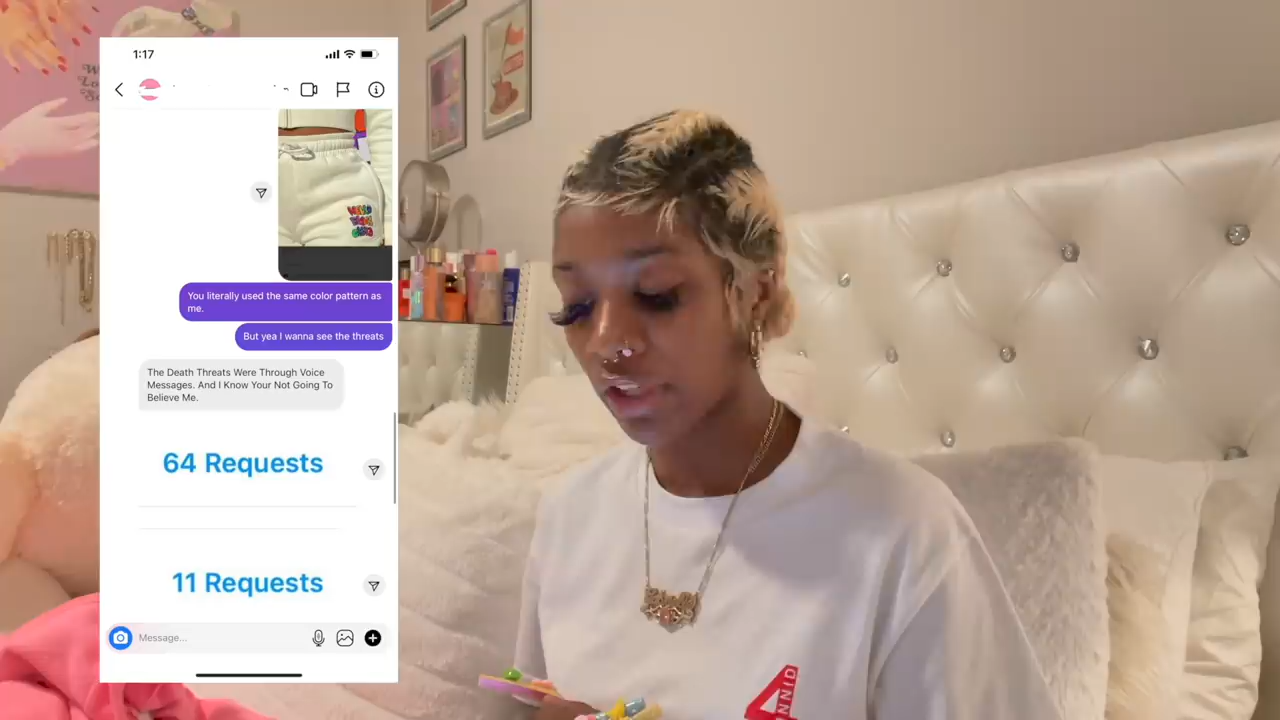 1:17
You literally used the same color pattern as
me.
But yea I wanna see the threats
The Death Threats Were Through Voice
Messages. And I Know Your Not Going To
Believe Me.
64 Requests
11 Requests
Message...
4